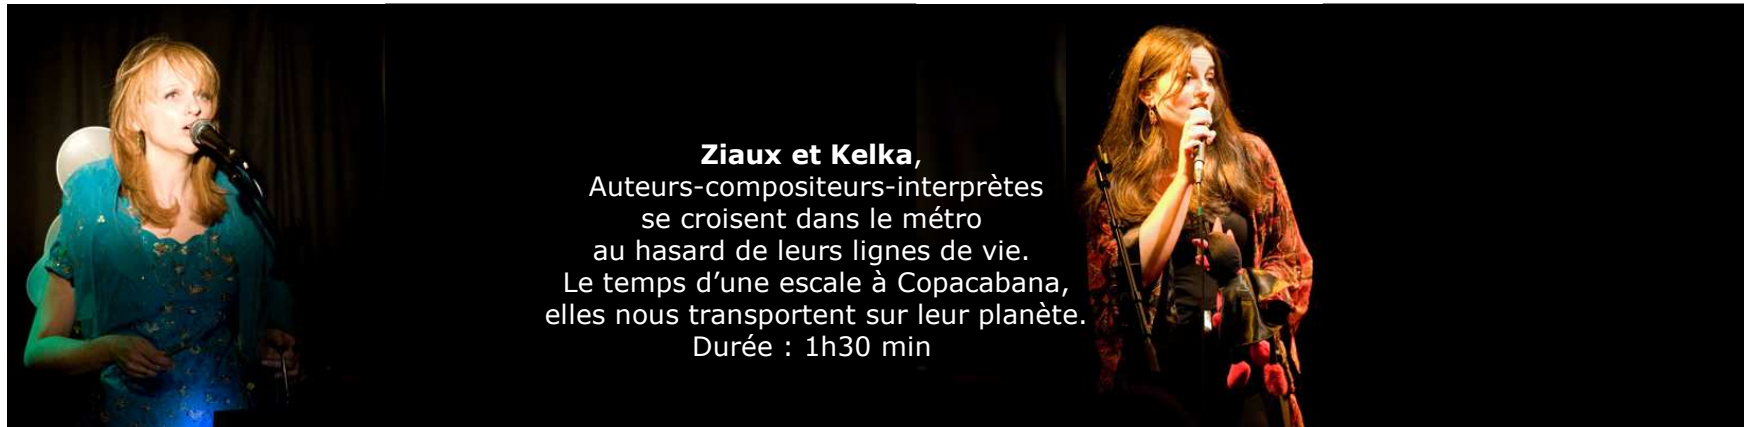 Ziaux et Kelka,
Auteurs-compositeurs-interprètes
se croisent dans le métro
au hasard de leurs lignes de vie.
Le temps d’une escale à Copacabana,
elles nous transportent sur leur planète.
Durée : 1h30 min